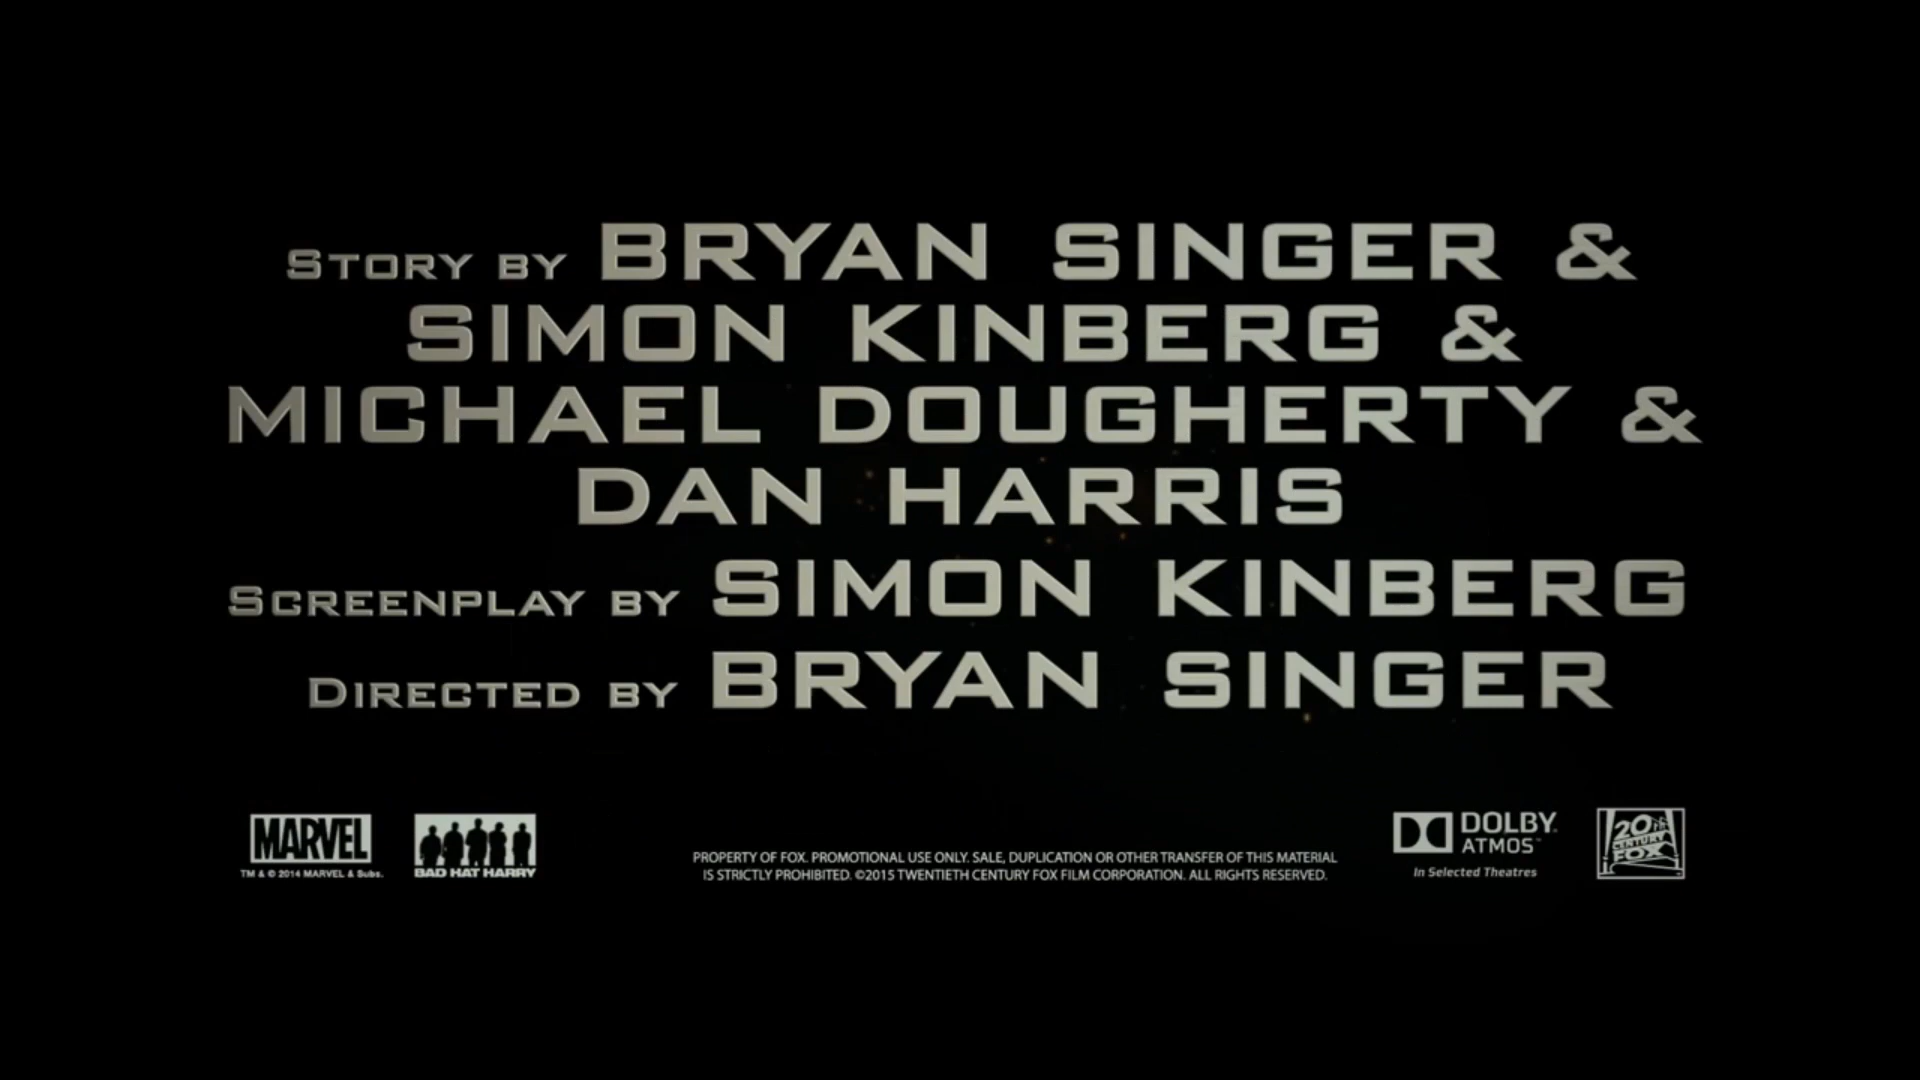 STORY BY BRYAN SINGER &
SIMON KINBERG &
MICHAEL DOUGHERTY &
DAN HARRIS
SCREENPLAY BY SIMON KINBERG
DIRECTED BY BRYAN SINGER
MARVEL
TM & © 2014 MARVEL & Subs.
BAD HAT HARRY
PROPERTY OF FOX. PROMOTIONAL USE ONLY. SALE, DUPLICATION OR OTHER TRANSFER OF THIS MATERIAL
IS STRICTLY PROHIBITED. ©2015 TWENTIETH CENTURY FOX FILM CORPORATION. ALL RIGHTS RESERVED.
DOLBY
ATMOS™
In Selected Theatres
20th
CENTURY
FOX